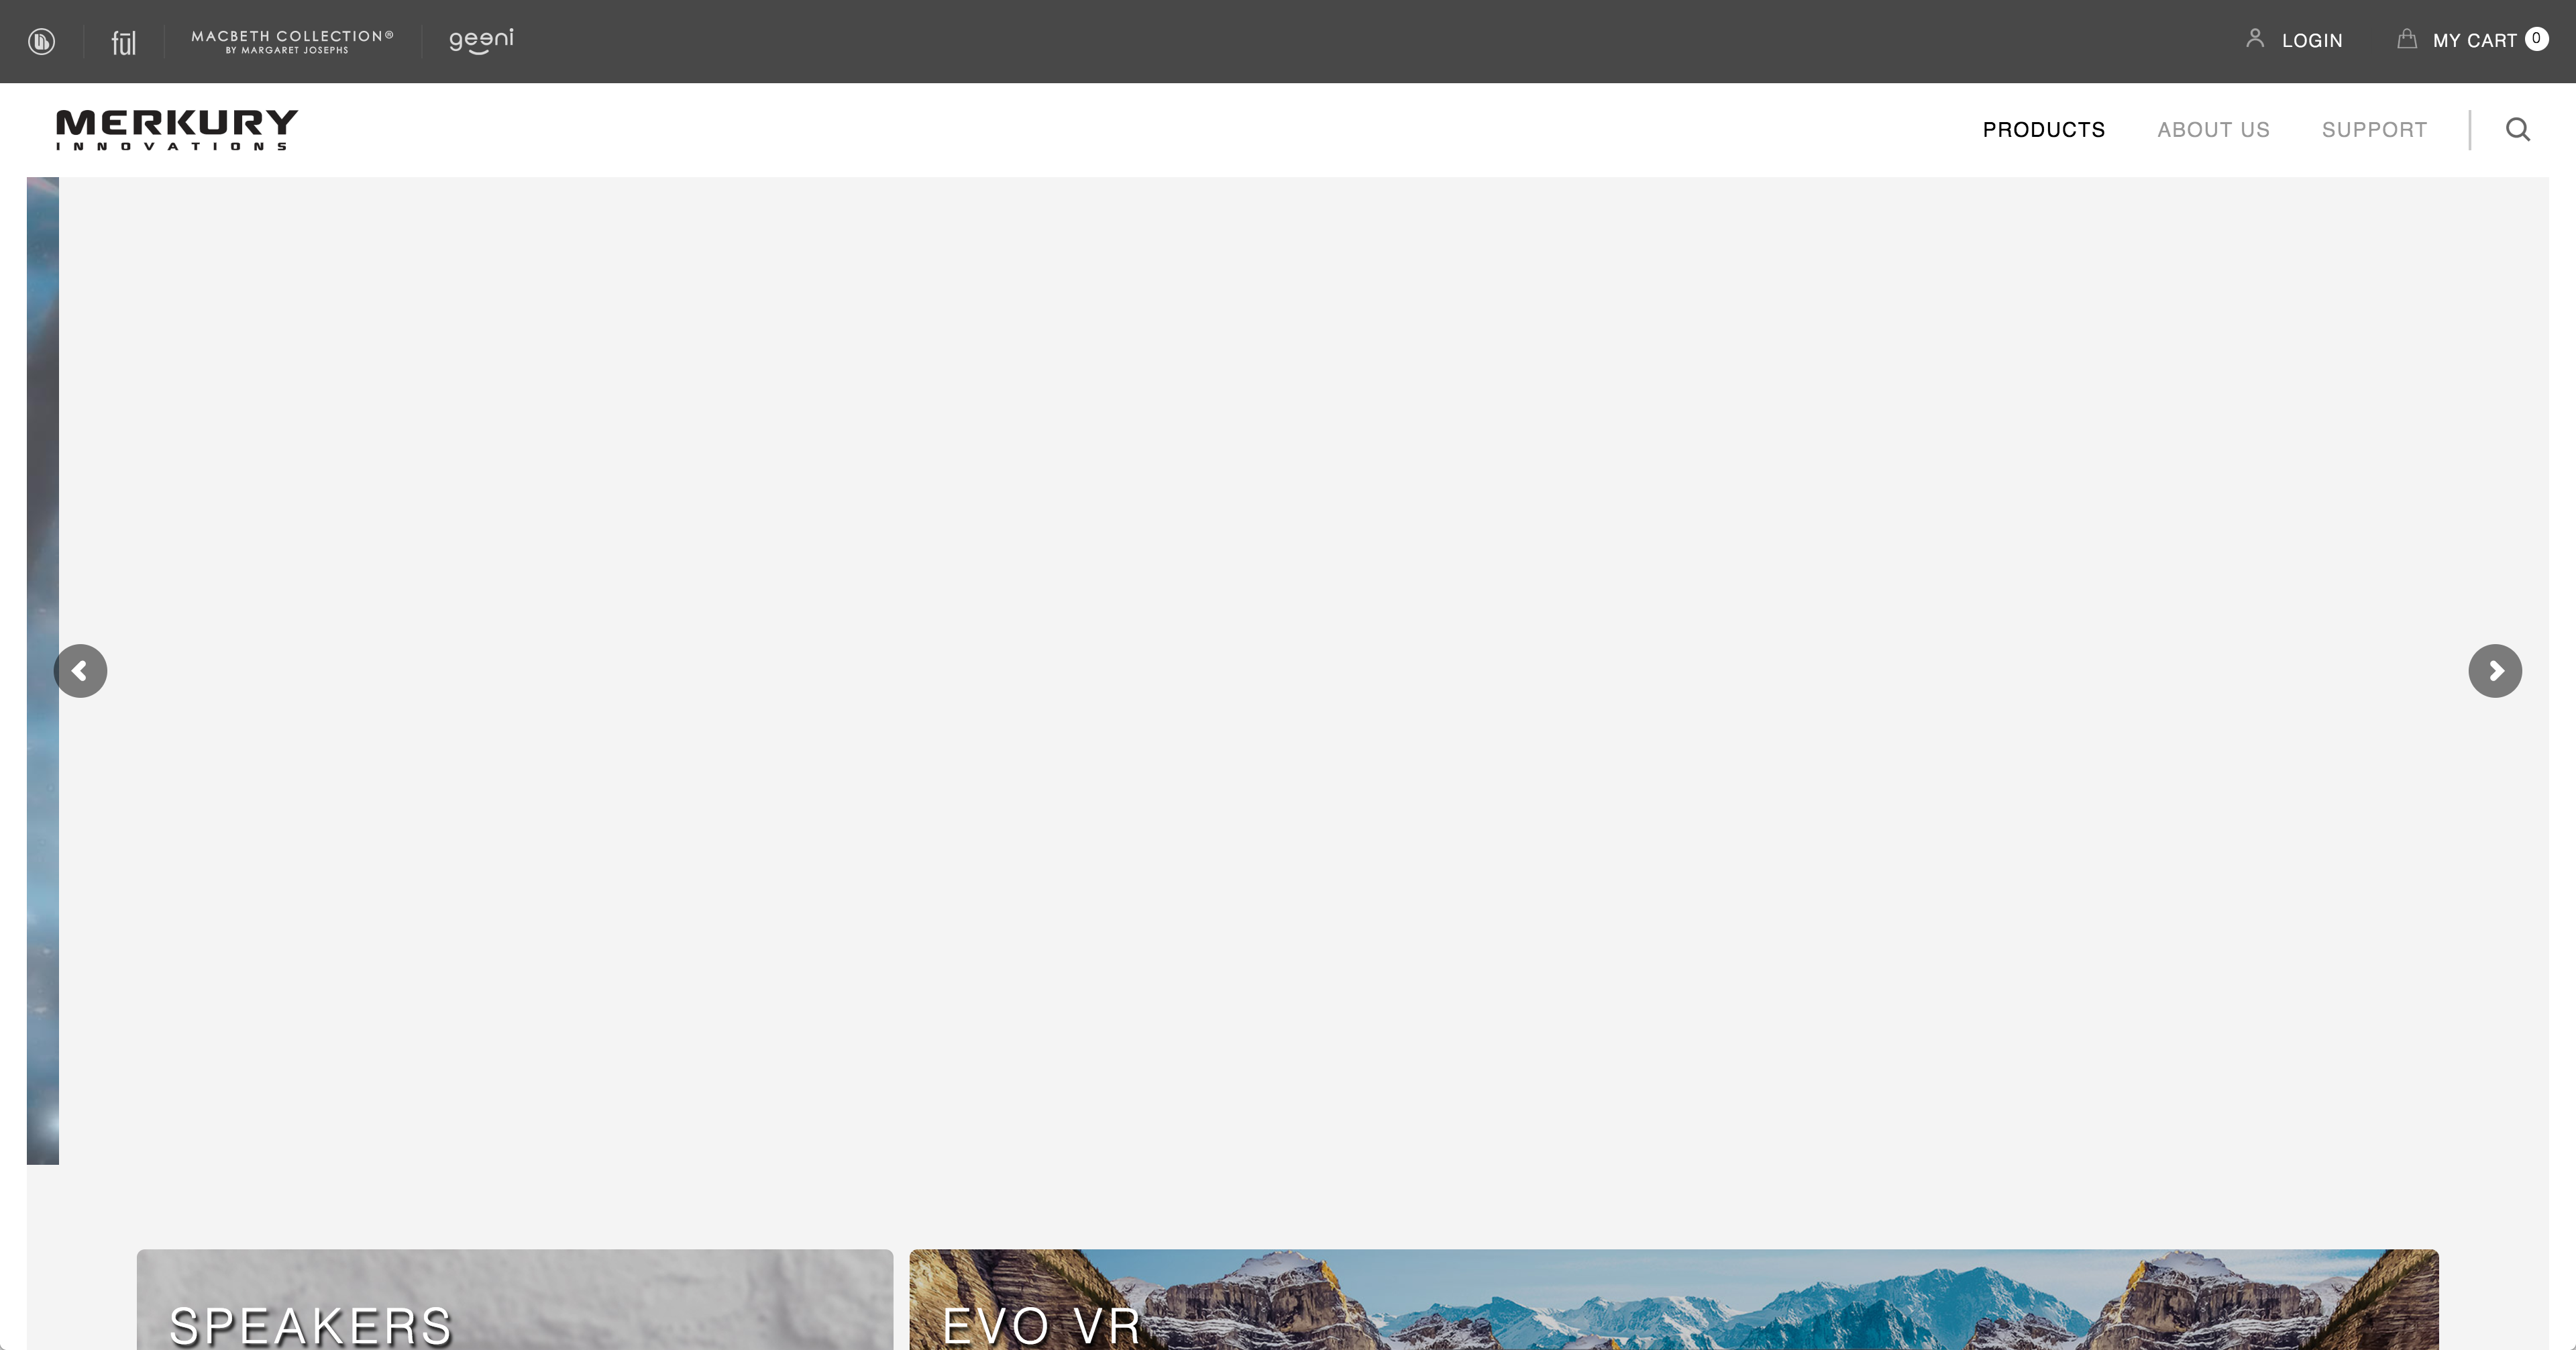 fūl
MACBETH COLLECTION®
BY MARGARET JOSEPHS
geeni
LOGIN
MY CART 0
MERKURY
INNOVATIONS
PRODUCTS
ABOUT US
SUPPORT
SPEAKERS
EVO VR